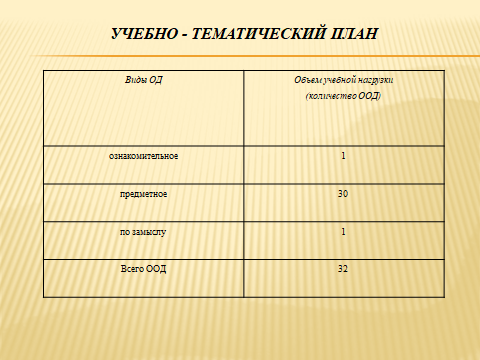 УЧЕБНО - ТЕМАТИЧЕСКИЙ ПЛАН
Виды ОД
Объем учебной нагрузки
(количество ООД)
ознакомительное
1
предметное
30
по замыслу
1
Всего ООД
32